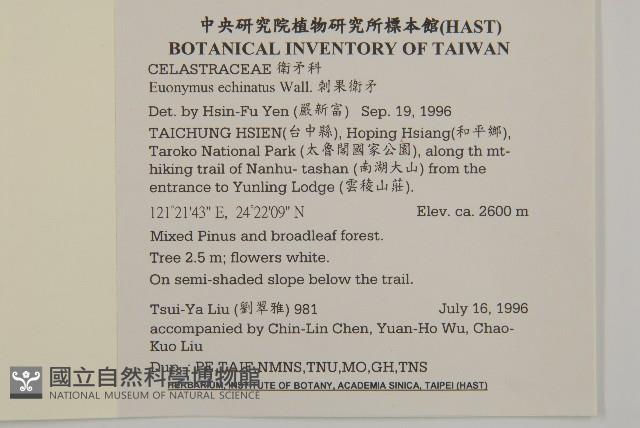 中央研究院植物研究所標本館(HAST)
BOTANICAL INVENTORY OF TAIWAN
CELASTRACEAE 衛矛科
Euonymus echinatus Wall. 刺果衛矛
Det. by Hsin-Fu Yen (嚴新富) Sep. 19, 1996
TAICHUNG HSIEN(台中縣), Hoping Hsiang(和平鄉),
Taroko National Park (太魯閣國家公園), along th mt-
hiking trail of Nanhu- tashan (南湖大山) from the
entrance to Yunling Lodge (雲稜山莊).
121°21'43" E, 24°22'09" N Elev. ca. 2600 m
Mixed Pinus and broadleaf forest.
Tree 2.5 m; flowers white.
On semi-shaded slope below the trail.
Tsui-Ya Liu (劉翠雅) 981 July 16, 1996
accompanied by Chin-Lin Chen, Yuan-Ho Wu, Chao-
Kuo Liu
Dup.: PE,TAIF,NMNS,TNU,MO,GH,TNS
HERBARIUM, INSTITUTE OF BOTANY, ACADEMIA SINICA, TAIPEI (HAST)
國立自然科學博物館
NATIONAL MUSEUM OF NATURAL SCIENCE